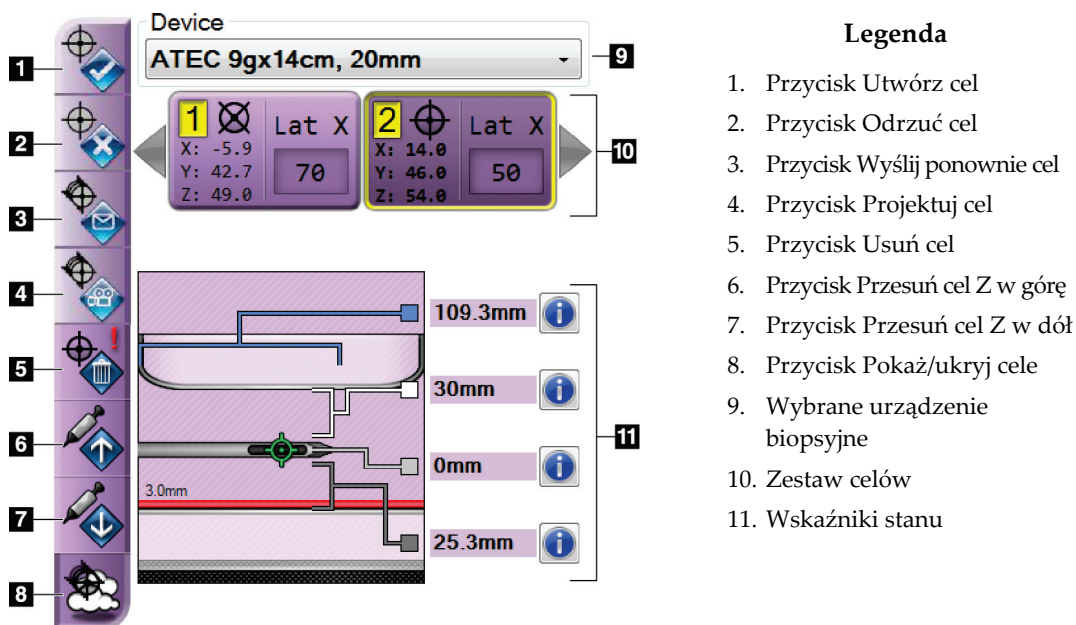 Device
1
ATEC 9gx14cm, 20mm
9
1
Lat X
X: -5.9
Y: 42.7
Z: 49.0
70
2
Lat X
X: 14.0
Y: 46.0
Z: 54.0
50
2
10
3
4
109.3mm
5
30mm
6
0mm
11
3.0mm
7
25.3mm
8
Legenda
1. Przycisk Utwórz cel
2. Przycisk Odrzuć cel
3. Przycisk Wyślij ponownie cel
4. Przycisk Projektuj cel
5. Przycisk Usuń cel
6. Przycisk Przesuń cel Z w górę
7. Przycisk Przesuń cel Z w dół
8. Przycisk Pokaż/ukryj cele
9. Wybrane urządzenie
biopsyjne
10. Zestaw celów
11. Wskaźniki stanu